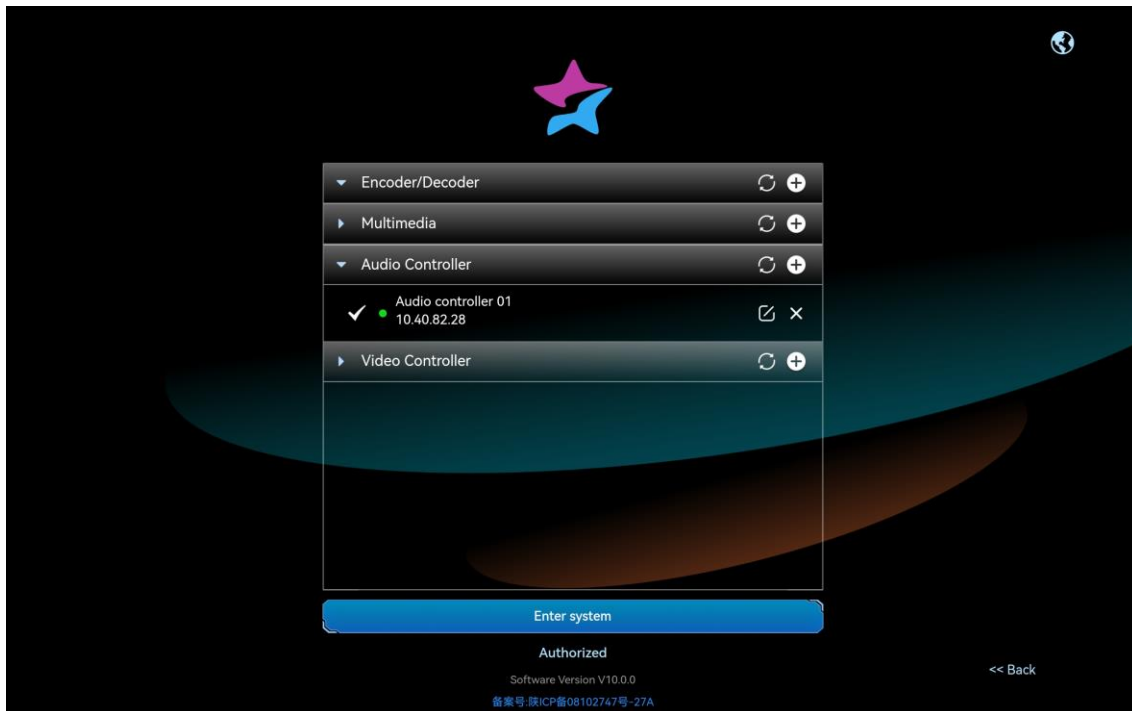 Encoder/Decoder
Multimedia
Audio Controller
Audio controller 01
10.40.82.28
Video Controller
Enter system
Authorized
<< Back
Software Version V10.0.0
备案号:陕ICP备08102747号-27A